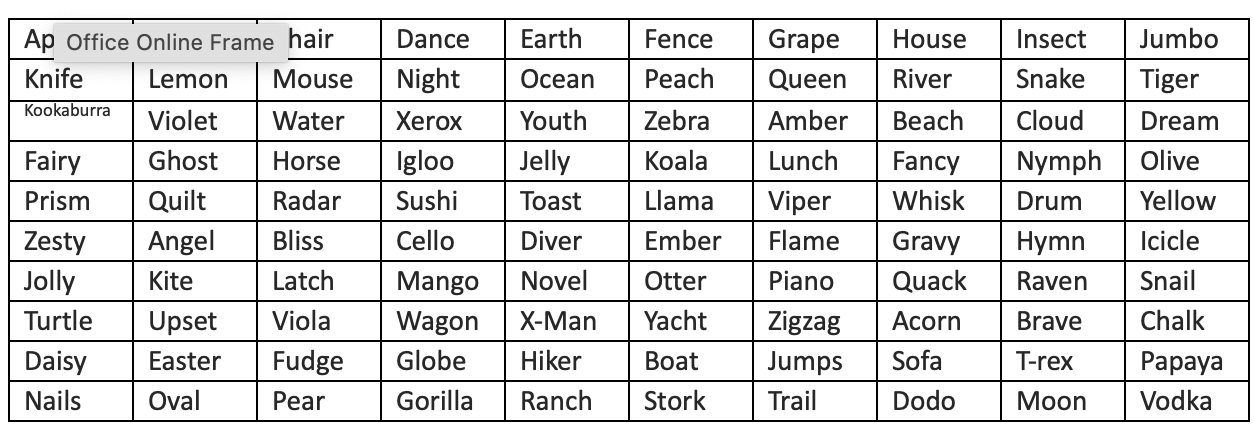 Office Online Frame
Dance Earth Fence Grape House Insect Jumbo
Knife Lemon Mouse Night Ocean Peach Queen River Snake Tiger
Kookaburra Violet Water Xerox Youth Zebra Amber Beach Cloud Dream
Fairy Ghost Horse Igloo Jelly Koala Lunch Fancy Nymph Olive
Prism Quilt Radar Sushi Toast Llama Viper Whisk Drum Yellow
Zesty Angel Bliss Cello Diver Ember Flame Gravy Hymn Icicle
Jolly Kite Latch Mango Novel Otter Piano Quack Raven Snail
Turtle Upset Viola Wagon X-Man Yacht Zigzag Acorn Brave Chalk
Daisy Easter Fudge Globe Hiker Boat Jumps Sofa T-rex Papaya
Nails Oval Pear Gorilla Ranch Stork Trail Dodo Moon Vodka